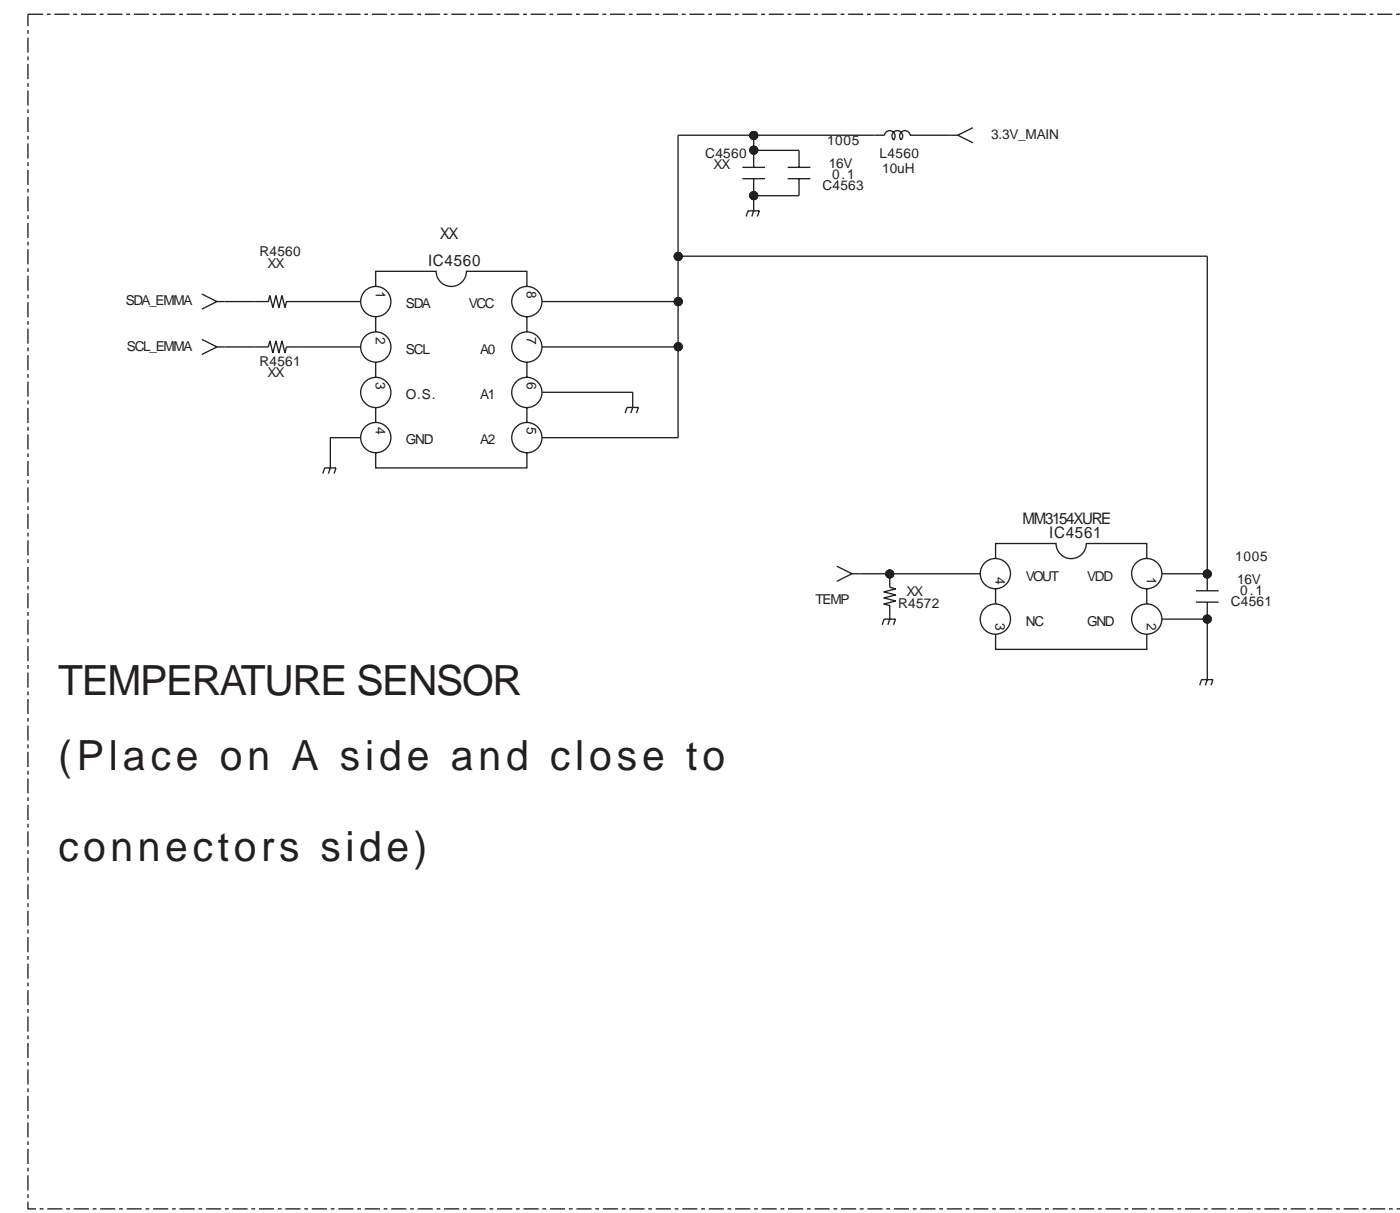 3.3V_MAIN
1005
C4560
XX
16V
0.1
C4563
L4560
10uH
XX
IC4560
R4560
XX
SDA_EMMA
1
SDA
VCC
8
SCL_EMMA
R4561
XX
2
SCL
A0
7
3
O.S.
A1
6
4
GND
A2
5
MM3154XURE
IC4561
1005
TEMP
XX
R4572
4
VOUT
VDD
1
16V
0.1
C4561
3
NC
GND
2
TEMPERATURE SENSOR
(Place on A side and close to
connectors side)